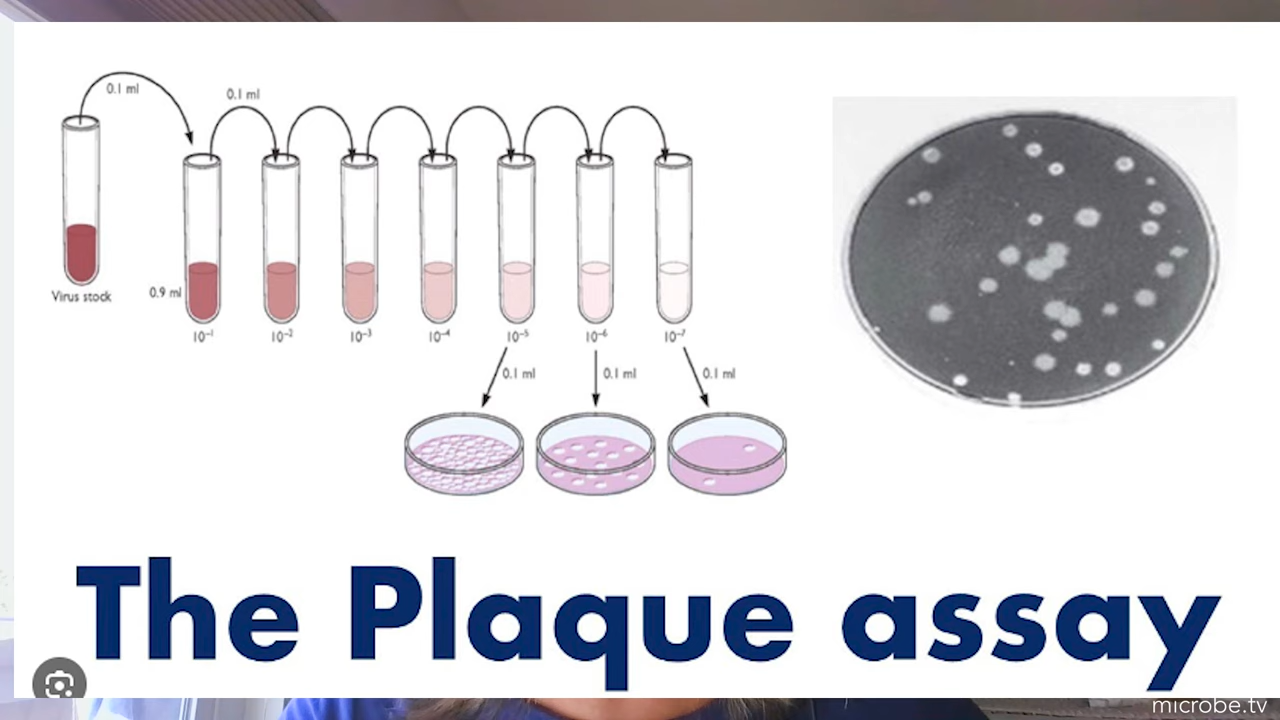 0.1 ml
0.1 ml
Virus stock
0.9 ml
10⁻¹ 10⁻² 10⁻³ 10⁻⁴ 10⁻⁵ 10⁻⁶ 10⁻⁷
0.1 ml 0.1 ml 0.1 ml
The Plaque assay
microbe.tv